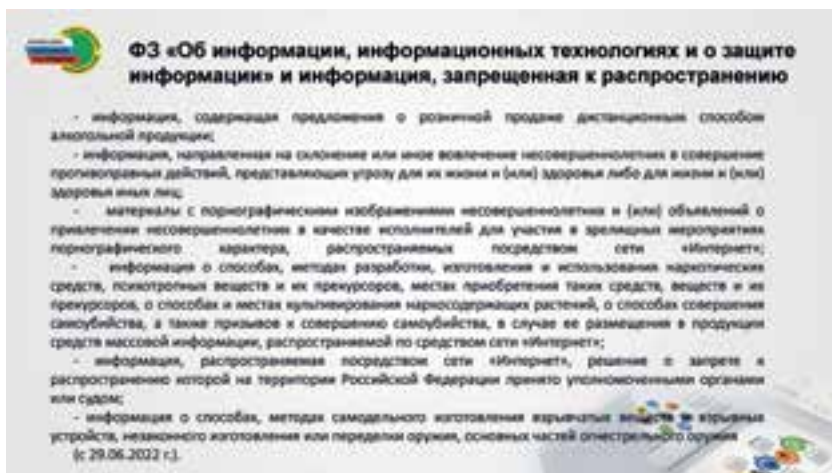 ФЗ «Об информации, информационных технологиях и о защите
информации» и информация, запрещенная к распространению
- информация, содержащая предложения о розничной продаже дистанционным способом
алкогольной продукции;
- информация, направленная на склонение или иное вовлечение несовершеннолетних в совершение
противоправных действий, представляющих угрозу для их жизни и (или) здоровья либо для жизни и (или)
здоровья иных лиц;
- материалы с порнографическими изображениями несовершеннолетних и (или) объявлений о
привлечении несовершеннолетних в качестве исполнителей для участия в зрелищных мероприятиях
порнографического характера, распространяемых посредством сети «Интернет»;
- информация о способах, методах разработки, изготовления и использования наркотических
средств, психотропных веществ и их прекурсоров, местах приобретения таких средств, веществ и их
прекурсоров, о способах и местах культивирования наркосодержащих растений, о способах совершения
самоубийства, а также призывов к совершению самоубийства, в случае ее размещения в продукции
средств массовой информации, распространяемой по средством сети «Интернет»;
- информация, распространяемая посредством сети «Интернет», решение о запрете к
распространению которой на территории Российской Федерации принято уполномоченными органами
или судом;
- информация о способах, методах самодельного изготовления взрывчатых веществ и взрывных
устройств, незаконного изготовления или переделки оружия, основных частей огнестрельного оружия
(с 29.06.2022 г.).